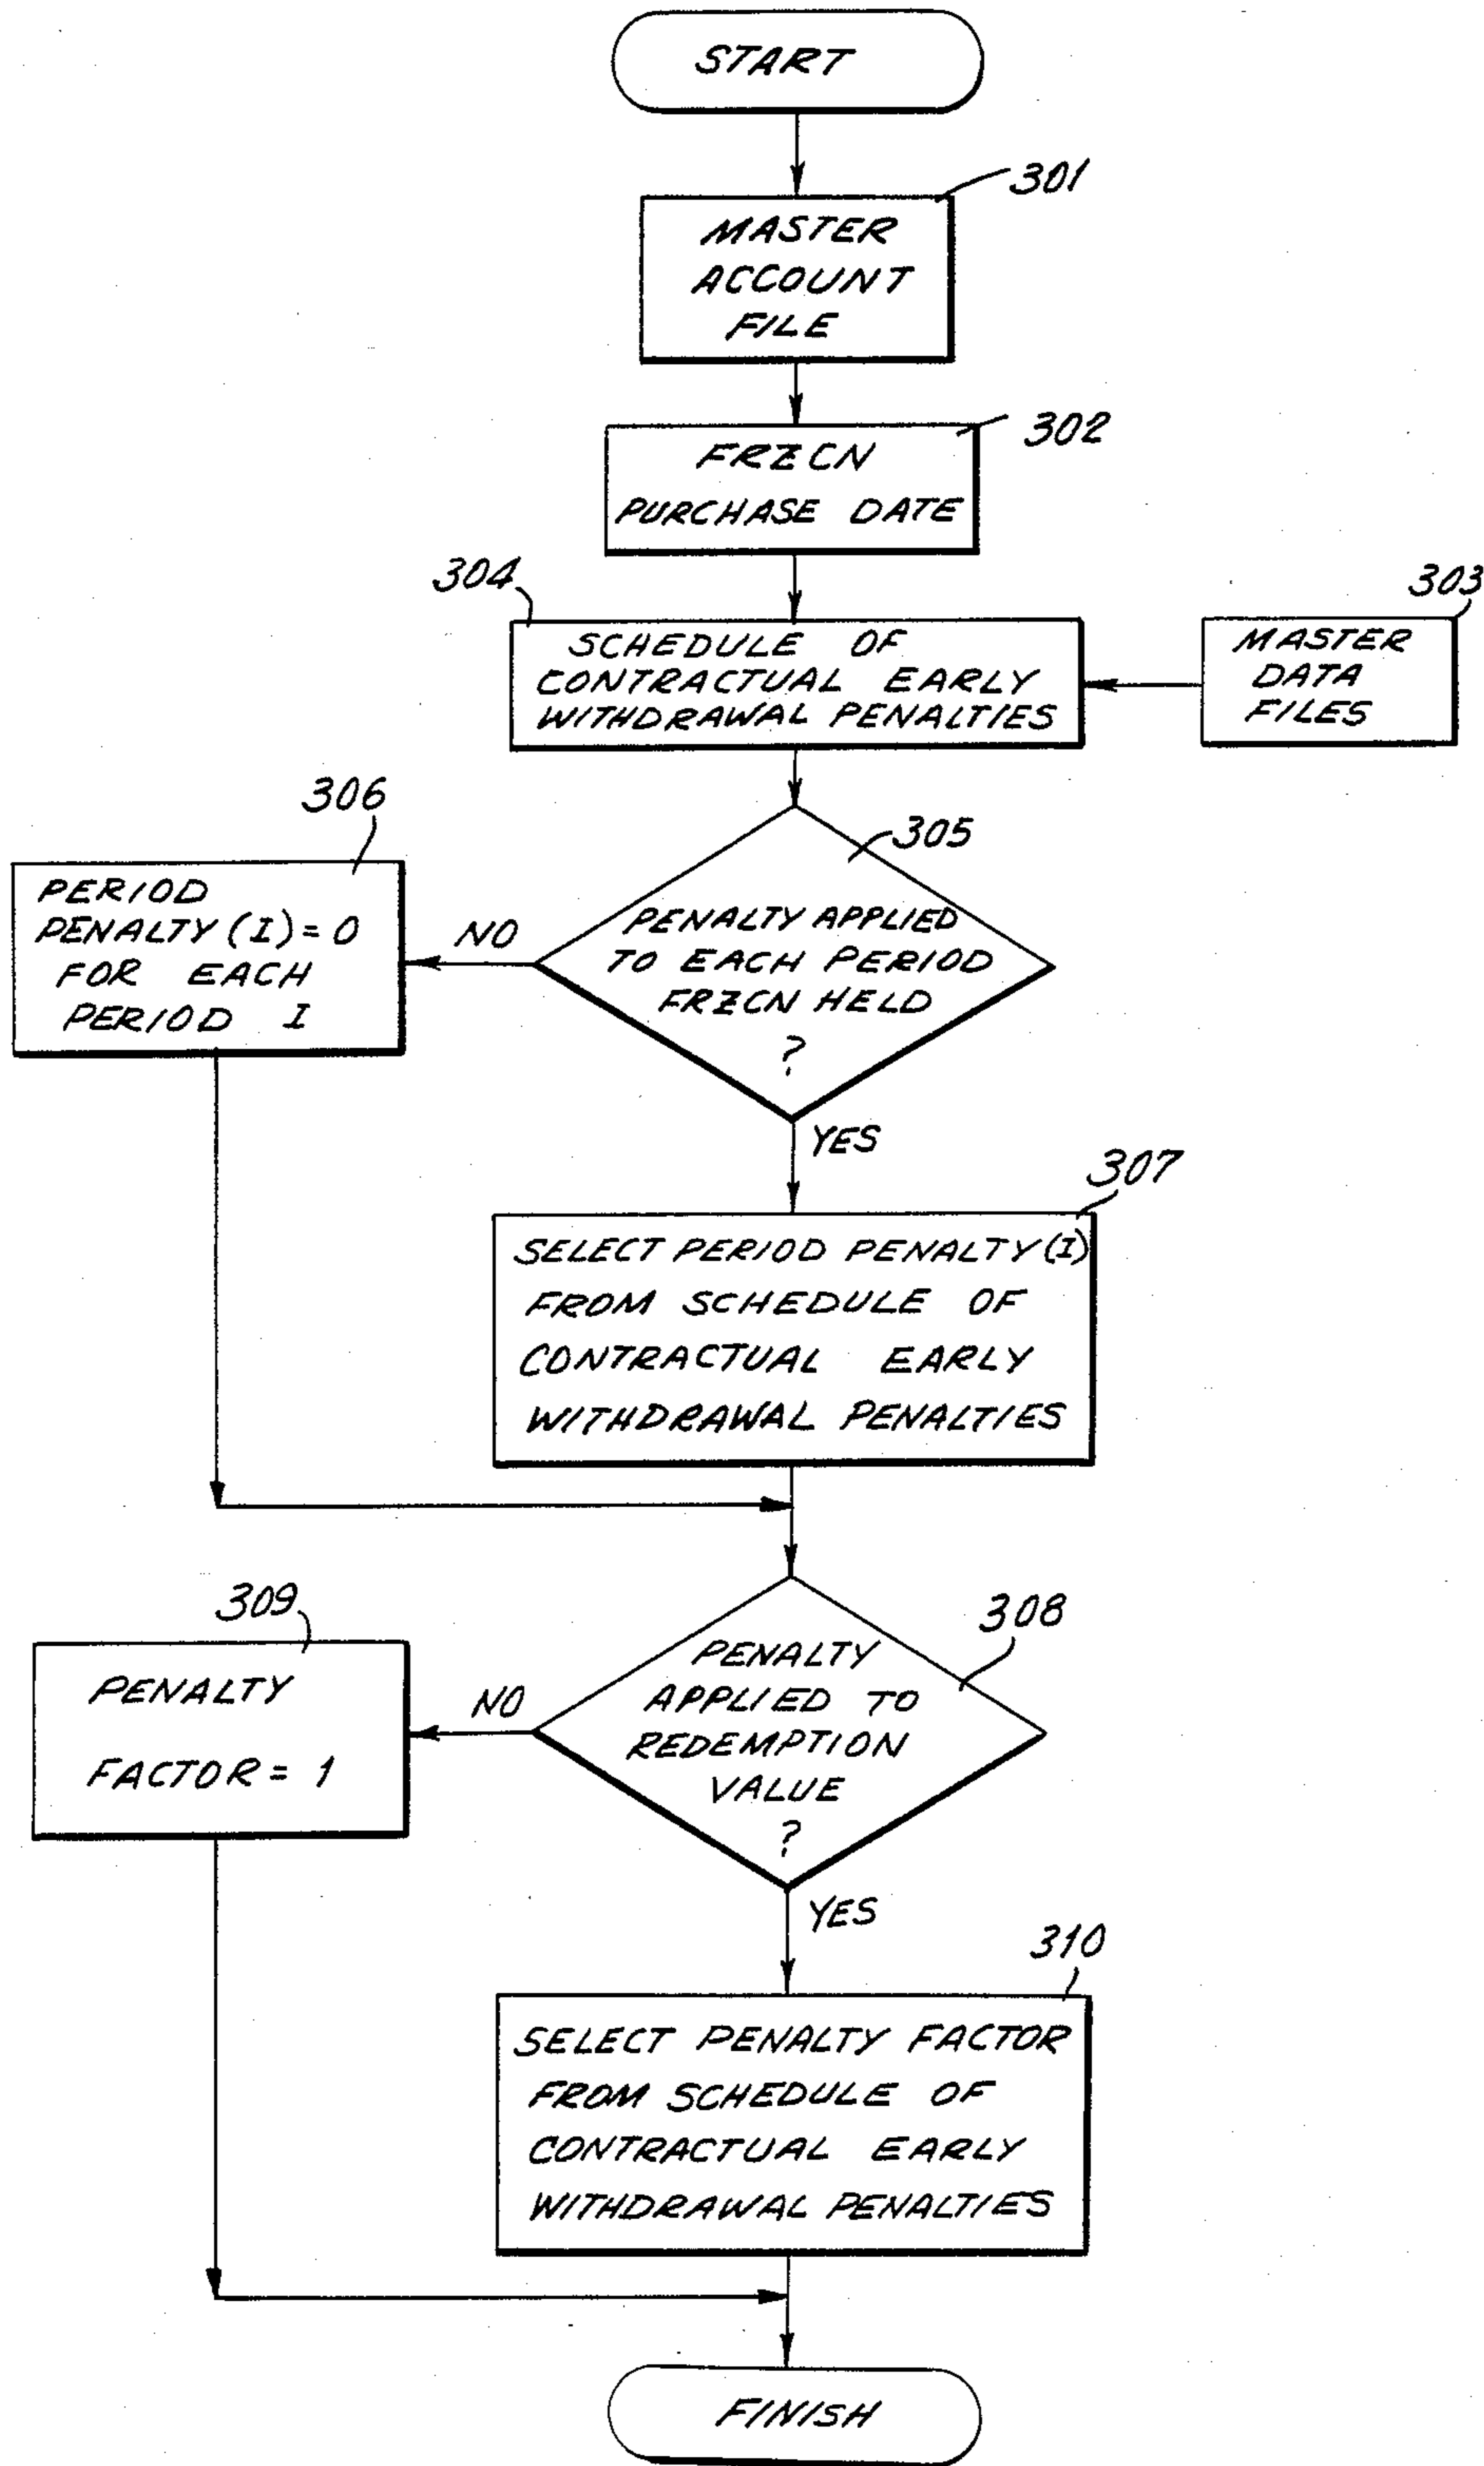 START
301
MASTER
ACCOUNT
FILE
302
FRZCN
PURCHASE DATE
304
303
SCHEDULE OF
CONTRACTUAL EARLY
WITHDRAWAL PENALTIES
MASTER
DATA
FILES
306
305
PERIOD
PENALTY (I) = 0
FOR EACH
PERIOD I
NO
PENALTY APPLIED
TO EACH PERIOD
FRZCN HELD
?
YES
307
SELECT PERIOD PENALTY (I)
FROM SCHEDULE OF
CONTRACTUAL EARLY
WITHDRAWAL PENALTIES
309
308
PENALTY
FACTOR = 1
NO
PENALTY
APPLIED TO
REDEMPTION
VALUE
?
YES
310
SELECT PENALTY FACTOR
FROM SCHEDULE OF
CONTRACTUAL EARLY
WITHDRAWAL PENALTIES
FINISH